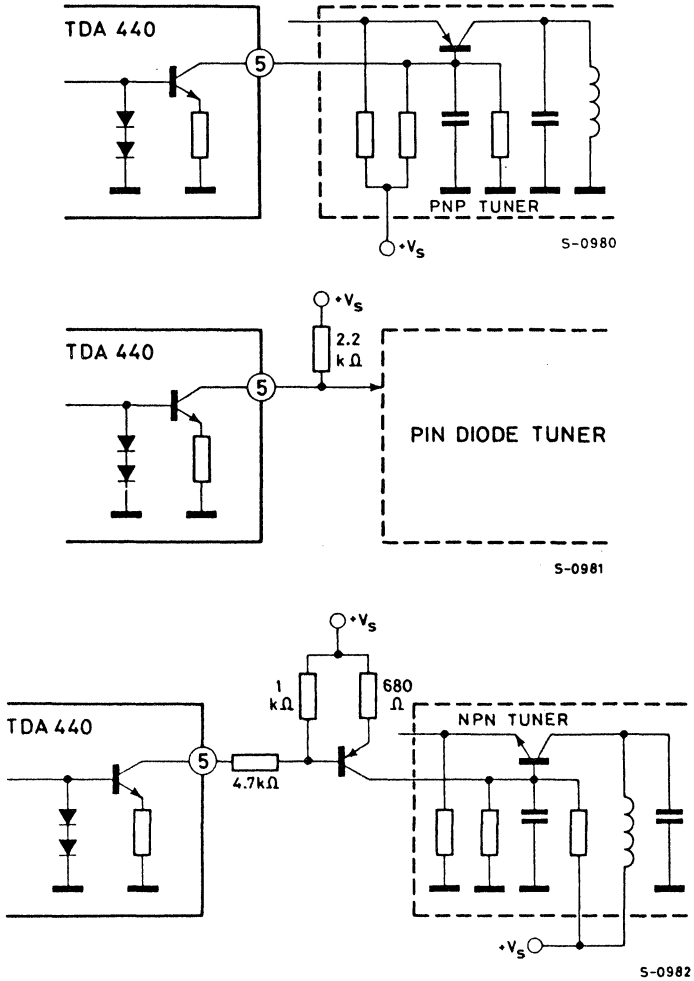 TDA 440
5
PNP TUNER
+Vs
S-0980
+Vs
TDA 440
2.2
kΩ
5
PIN DIODE TUNER
S-0981
+Vs
1
kΩ
680
Ω
TDA 440
NPN TUNER
5
4.7kΩ
+Vs
S-0982